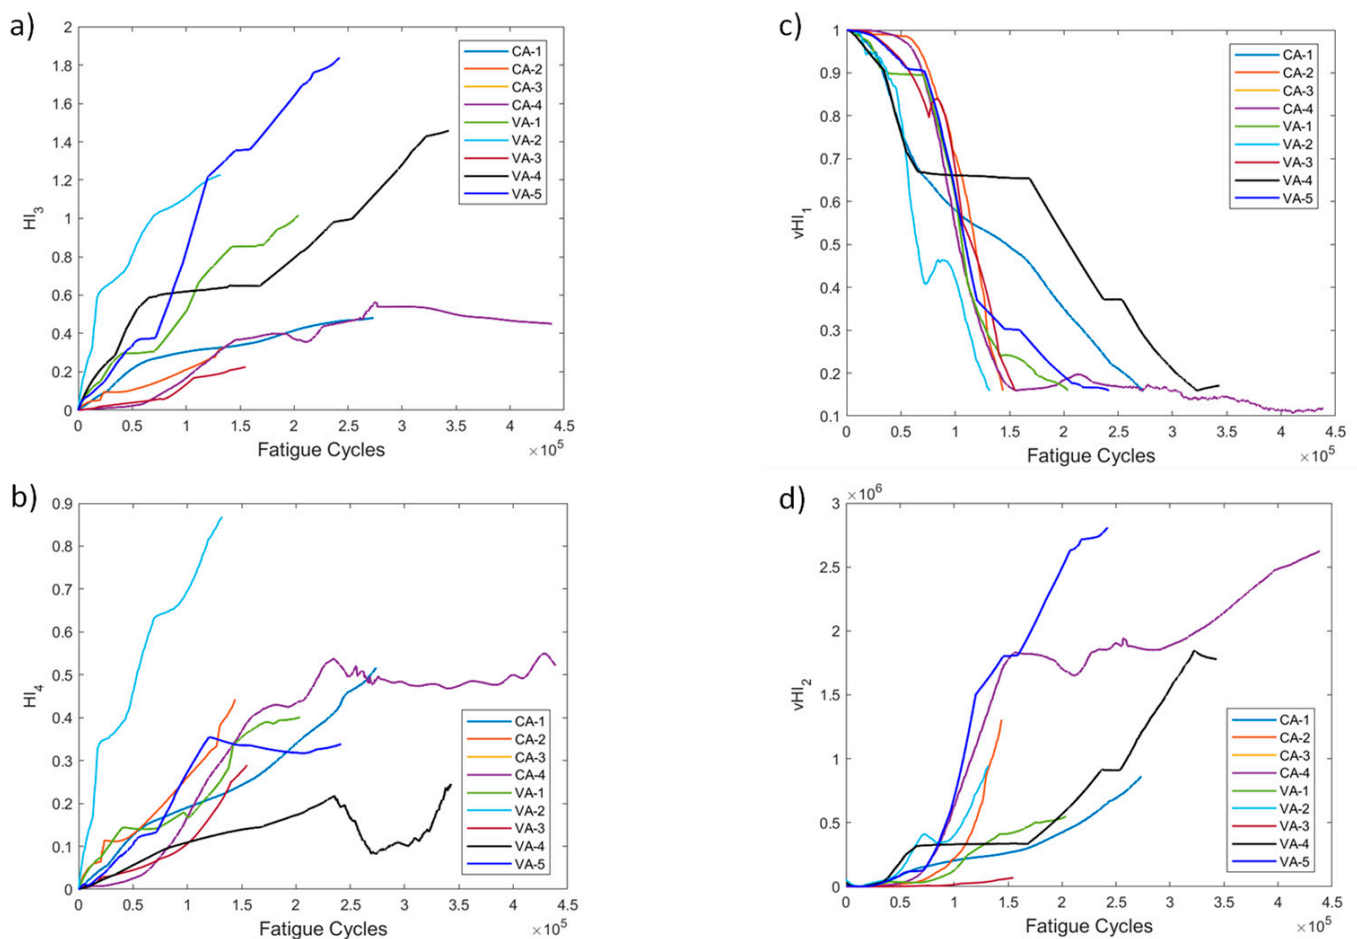 a)
HI3
2
1.8
1.6
1.4
1.2
1
0.8
0.6
0.4
0.2
0
0 0.5 1 1.5 2 2.5 3 3.5 4 4.5
×10^5
Fatigue Cycles
CA-1
CA-2
CA-3
CA-4
VA-1
VA-2
VA-3
VA-4
VA-5
c)
vHI1
1
0.9
0.8
0.7
0.6
0.5
0.4
0.3
0.2
0.1
0 0.5 1 1.5 2 2.5 3 3.5 4 4.5
×10^5
Fatigue Cycles
CA-1
CA-2
CA-3
CA-4
VA-1
VA-2
VA-3
VA-4
VA-5
b)
HI4
0.9
0.8
0.7
0.6
0.5
0.4
0.3
0.2
0.1
0
0 0.5 1 1.5 2 2.5 3 3.5 4 4.5
×10^5
Fatigue Cycles
CA-1
CA-2
CA-3
CA-4
VA-1
VA-2
VA-3
VA-4
VA-5
d)
×10^6
vHI2
3
2.5
2
1.5
1
0.5
0
0 0.5 1 1.5 2 2.5 3 3.5 4 4.5
×10^5
Fatigue Cycles
CA-1
CA-2
CA-3
CA-4
VA-1
VA-2
VA-3
VA-4
VA-5